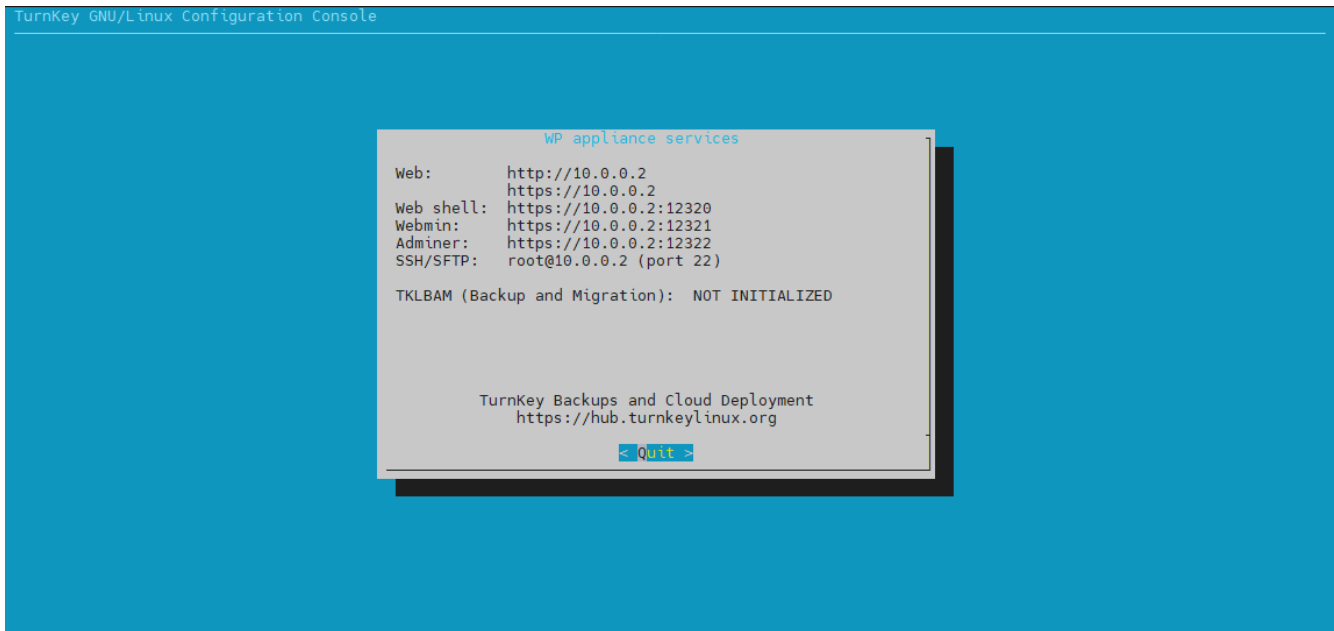 TurnKey GNU/Linux Configuration Console
WP appliance services
Web: http://10.0.0.2
https://10.0.0.2
Web shell: https://10.0.0.2:12320
Webmin: https://10.0.0.2:12321
Adminer: https://10.0.0.2:12322
SSH/SFTP: root@10.0.0.2 (port 22)
TKLBAM (Backup and Migration): NOT INITIALIZED
TurnKey Backups and Cloud Deployment
https://hub.turnkeylinux.org
< Quit >